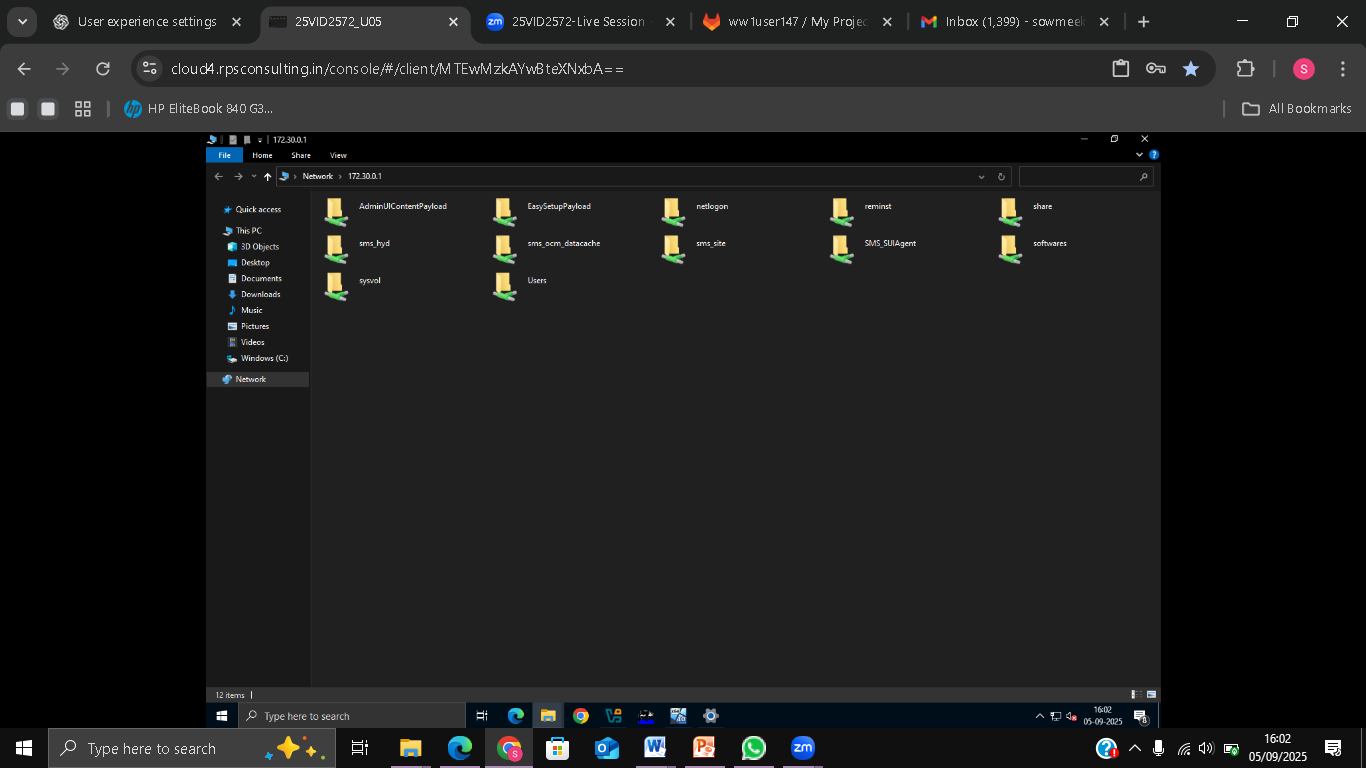 User experience settings
25VID2572_U05
25VID2572-Live Session
ww1user147 / My Projec
Inbox (1,399) - sowmeek
cloud4.rpsconsulting.in/console/#/client/MTEwMzkAYwBteXNxbA==
S
HP EliteBook 840 G3...
All Bookmarks
172.30.0.1
File Home Share View
Network > 172.30.0.1
Quick access
This PC
3D Objects
Desktop
Documents
Downloads
Music
Pictures
Videos
Windows (C:)
Network
AdminUIContentPayload
EasySetupPayload
netlogon
reminst
share
sms_hyd
sms_ocm_datacache
sms_site
SMS_SUIAgent
softwares
sysvol
Users
12 items
Type here to search
16:02
05-09-2025
Type here to search
16:02
05/09/2025